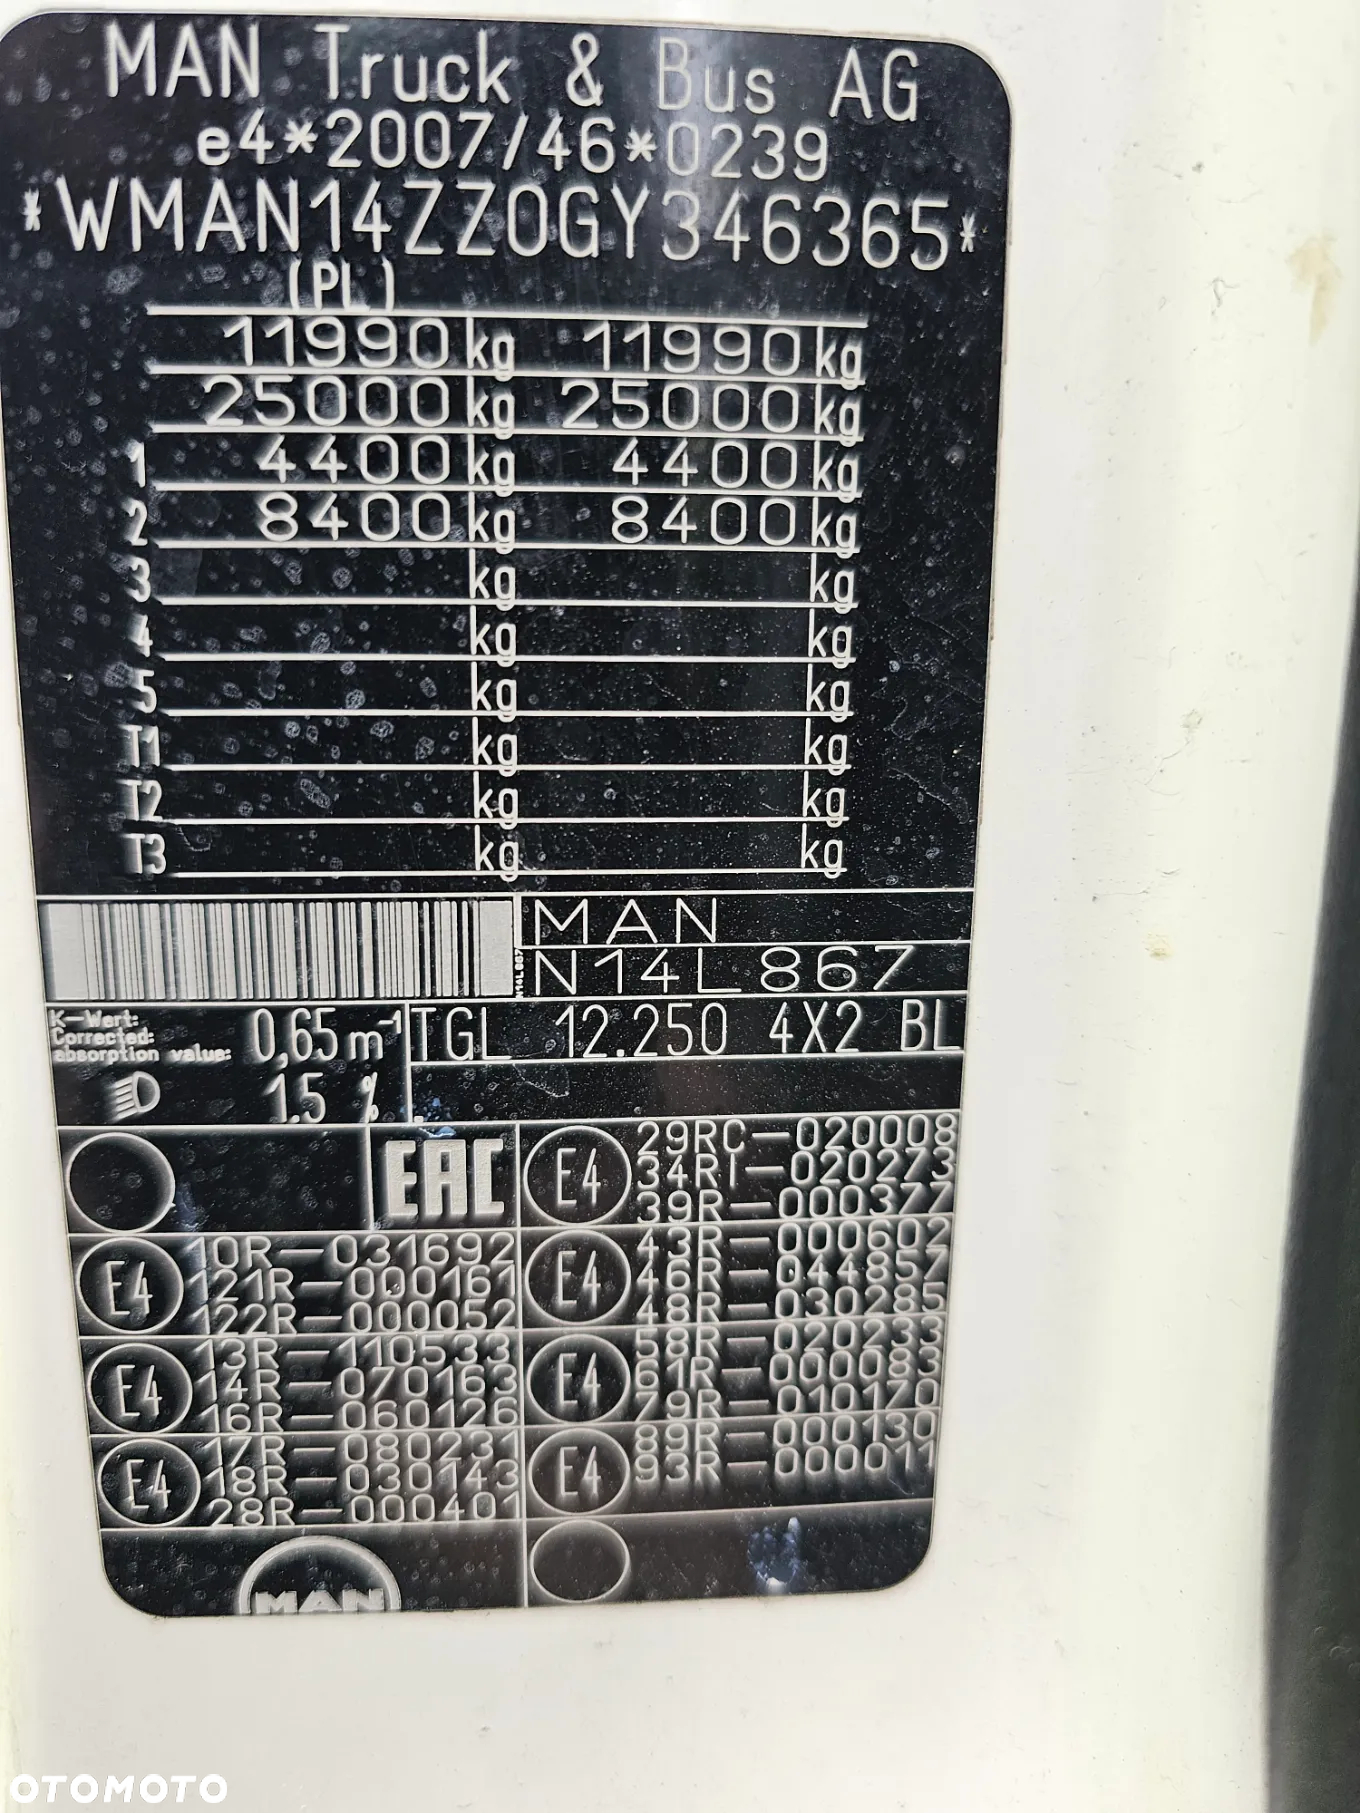 MAN Truck & Bus AG
e4*2007/46*0239
*WMAN14ZZ0GY346365*
(PL)
11990 kg 11990 kg
25000 kg 25000 kg
1 4400 kg 4400 kg
2 8400 kg 8400 kg
3 kg kg
4 kg kg
5 kg kg
T1 kg kg
T2 kg kg
T3 kg kg
N14L867
MAN
N14L867
K-Wert:
Corrected:
absorption value: 0,65 m-1
TGL 12.250 4X2 BL
1.5 %
EAC
E4
29RC-020008
34RI-020273
39R-000377
E4
10R-031692
121R-000161
122R-000052
E4
43R-000602
46R-044857
48R-030285
E4
13R-110533
14R-070163
16R-060126
E4
58R-020233
61R-000083
79R-010170
E4
17R-080231
18R-030143
28R-000401
E4
89R-000130
93R-000011
MAN
OTOMOTO